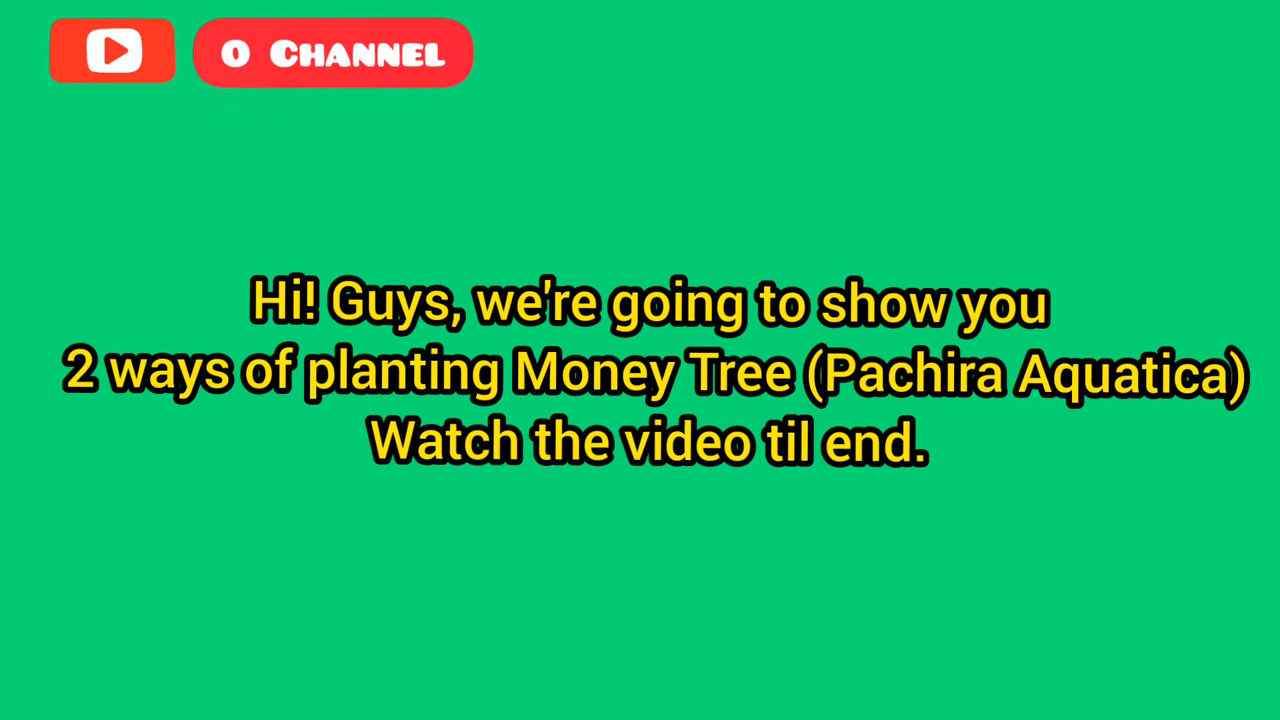 O CHANNEL
Hi! Guys, we're going to show you
2 ways of planting Money Tree (Pachira Aquatica)
Watch the video til end.